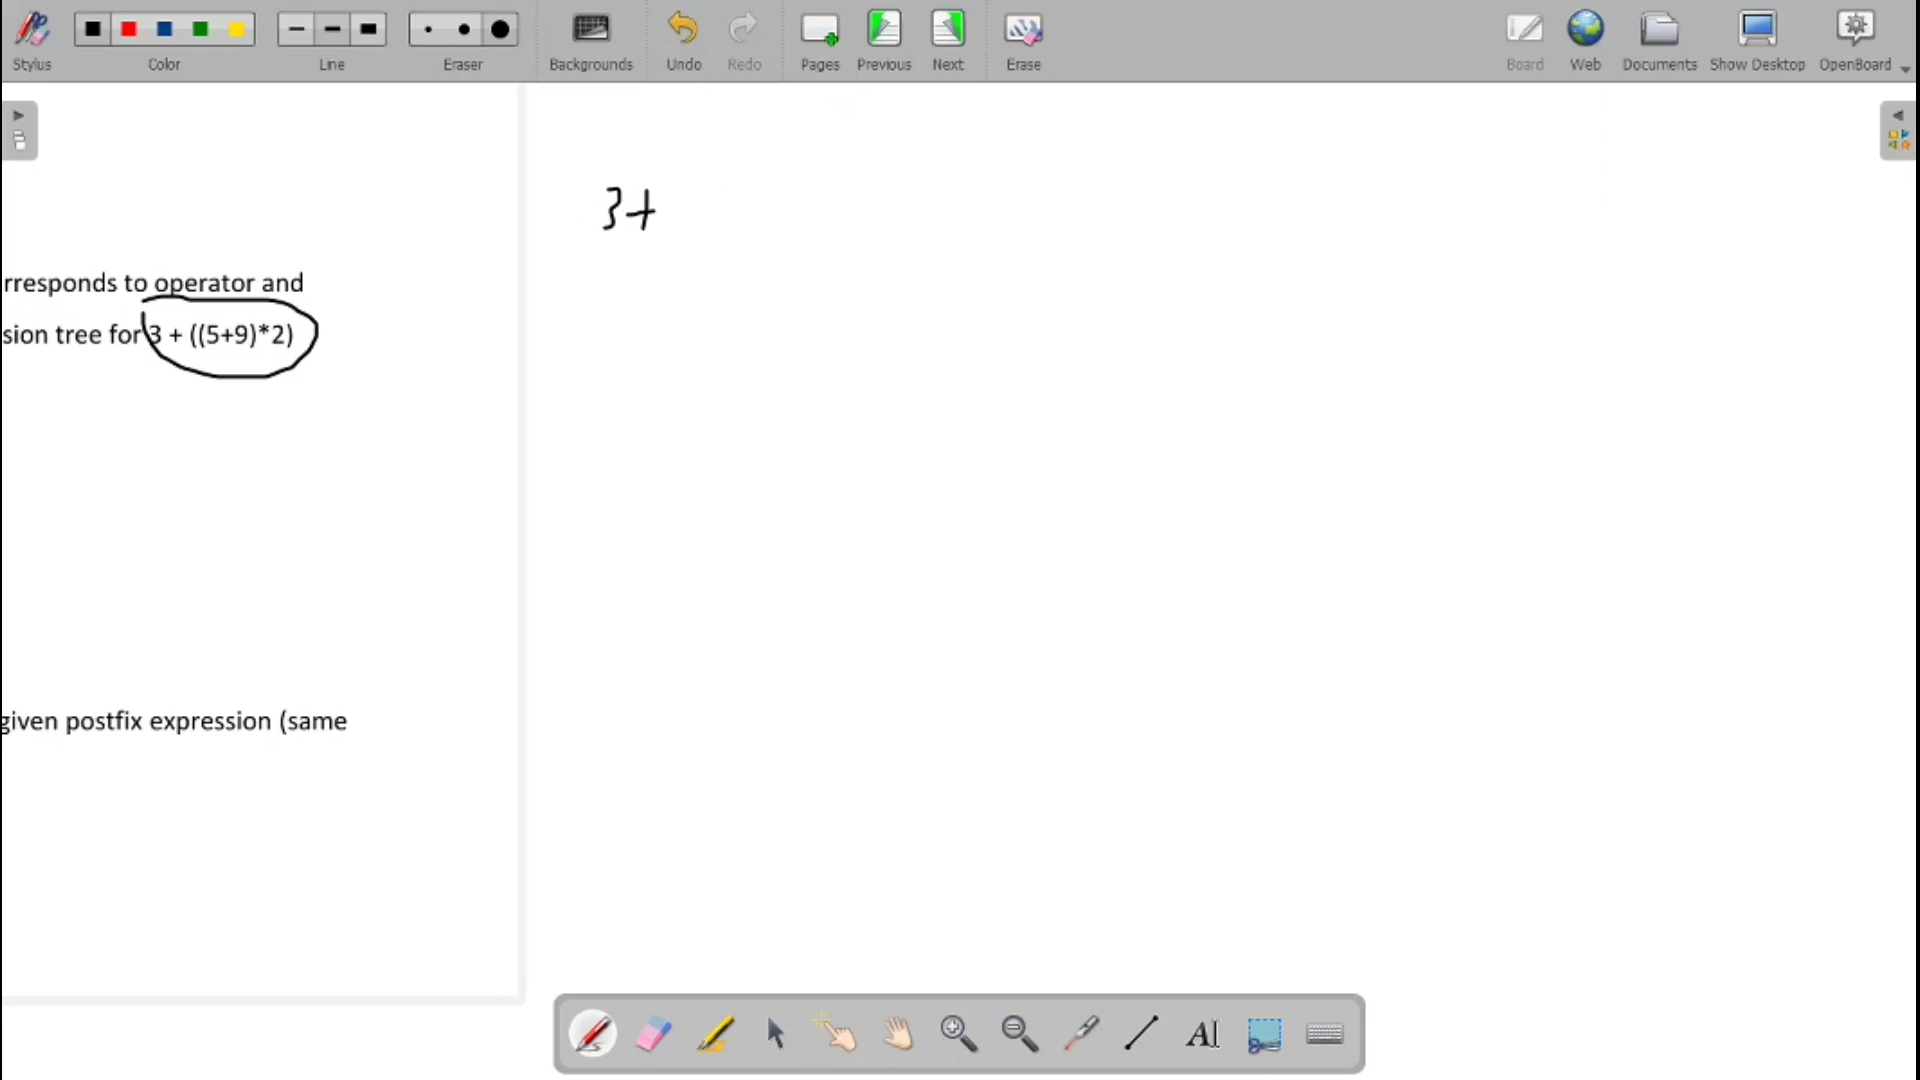 Stylus Color Line Eraser Backgrounds Undo Redo Pages Previous Next Erase Board Web Documents Show Desktop OpenBoard
3+
rresponds to operator and
sion tree for 3 + ((5+9)*2)
given postfix expression (same